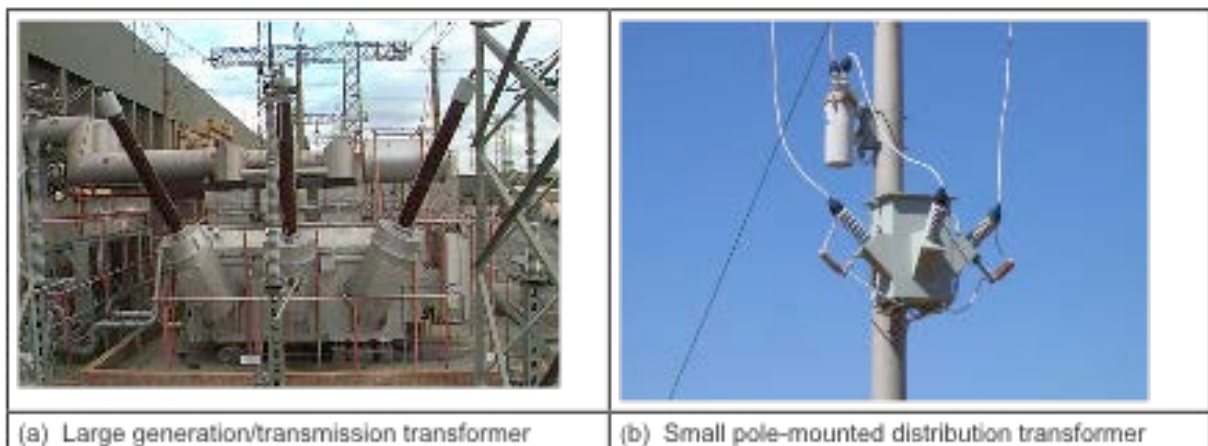 (a) Large generation/transmission transformer
(b) Small pole-mounted distribution transformer